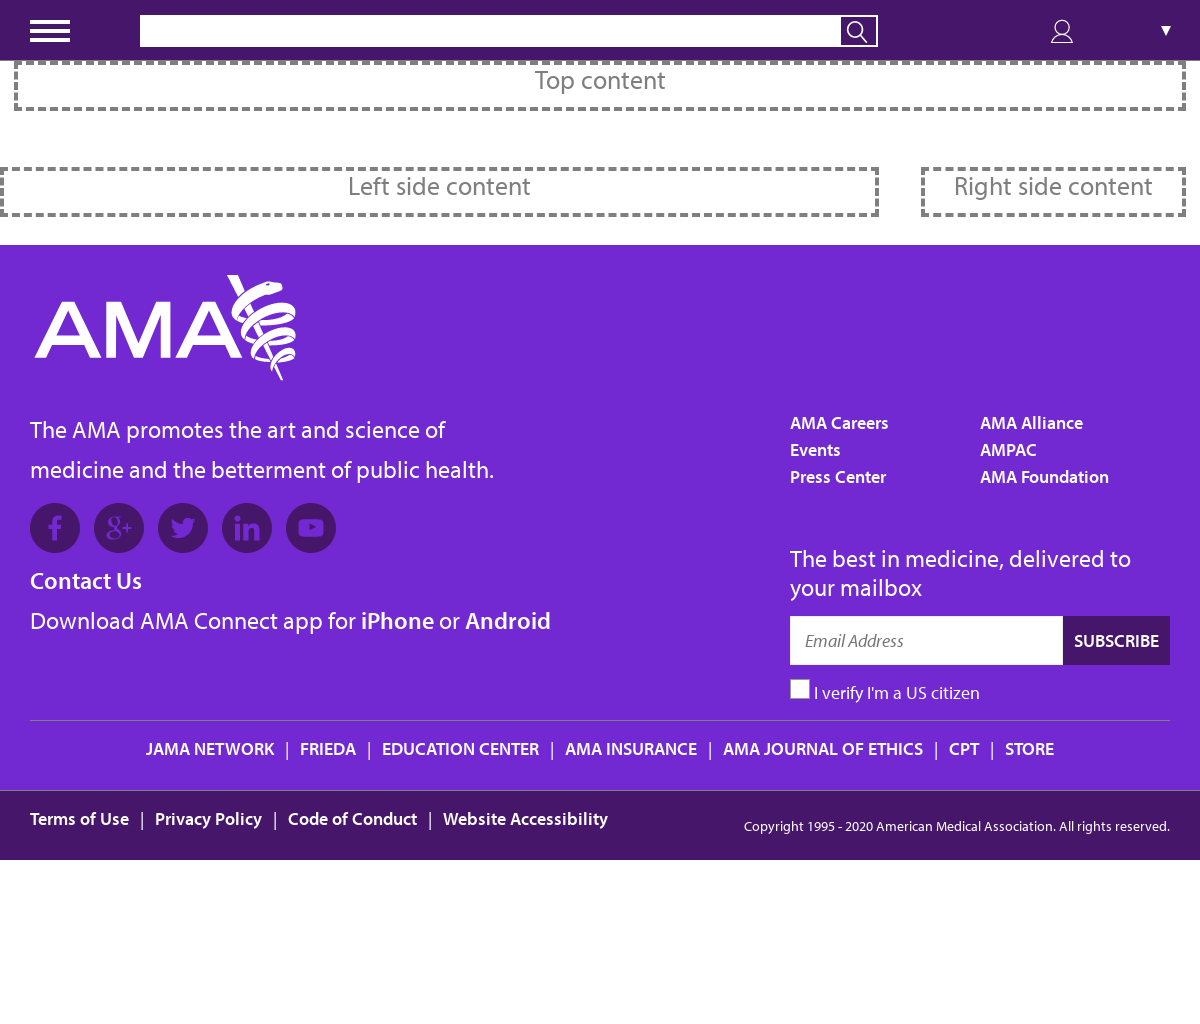 Top content
Left side content
Right side content
AMA
The AMA promotes the art and science of
medicine and the betterment of public health.
Contact Us
Download AMA Connect app for iPhone or Android
AMA Careers
Events
Press Center
AMA Alliance
AMPAC
AMA Foundation
The best in medicine, delivered to
your mailbox
Email Address
SUBSCRIBE
I verify I'm a US citizen
JAMA NETWORK | FRIEDA | EDUCATION CENTER | AMA INSURANCE | AMA JOURNAL OF ETHICS | CPT | STORE
Terms of Use | Privacy Policy | Code of Conduct | Website Accessibility
Copyright 1995 - 2020 American Medical Association. All rights reserved.